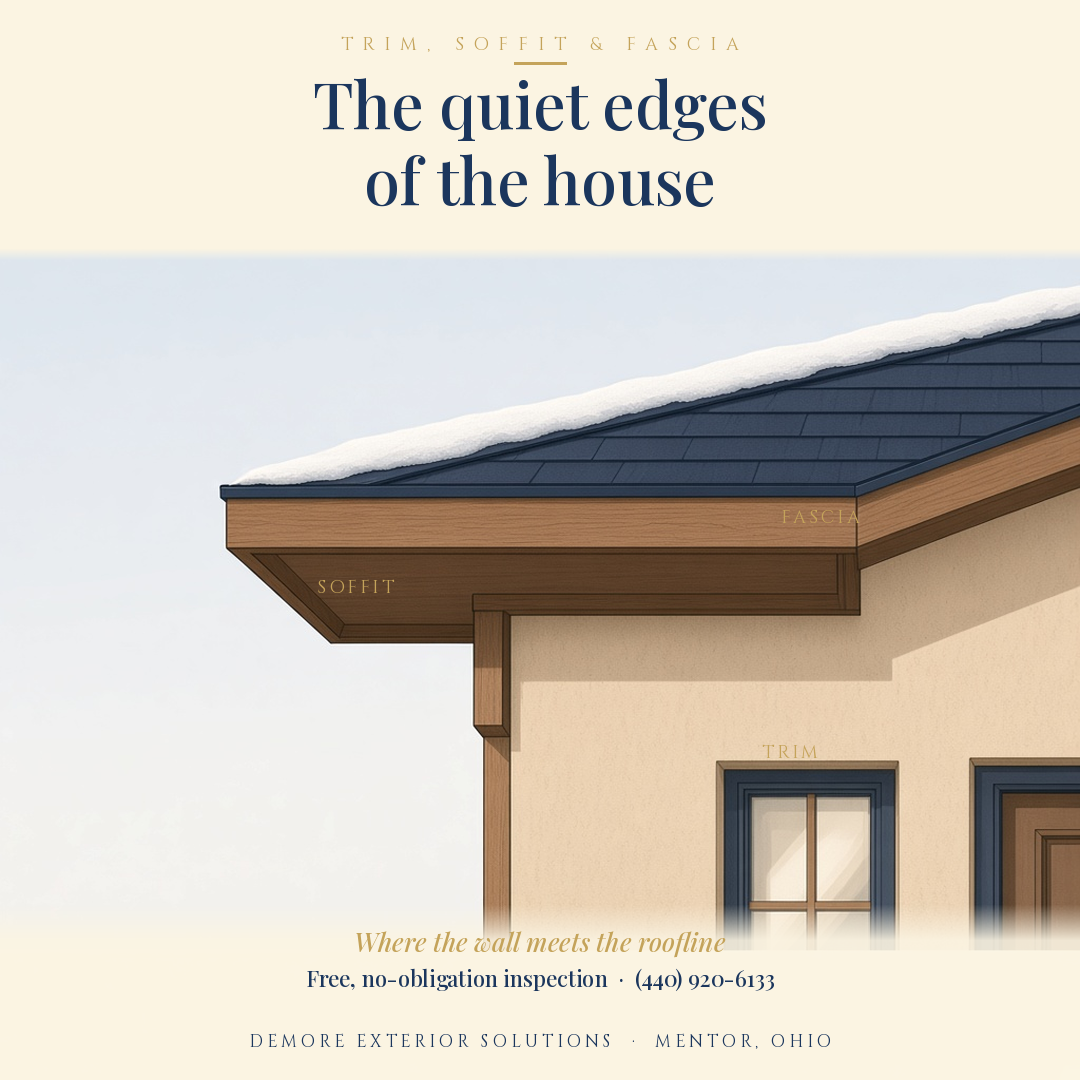 TRIM, SOFFIT & FASCIA
The quiet edges
of the house
FASCIA
SOFFIT
TRIM
Where the wall meets the roofline
Free, no-obligation inspection · (440) 920-6133
DEMORE EXTERIOR SOLUTIONS · MENTOR, OHIO